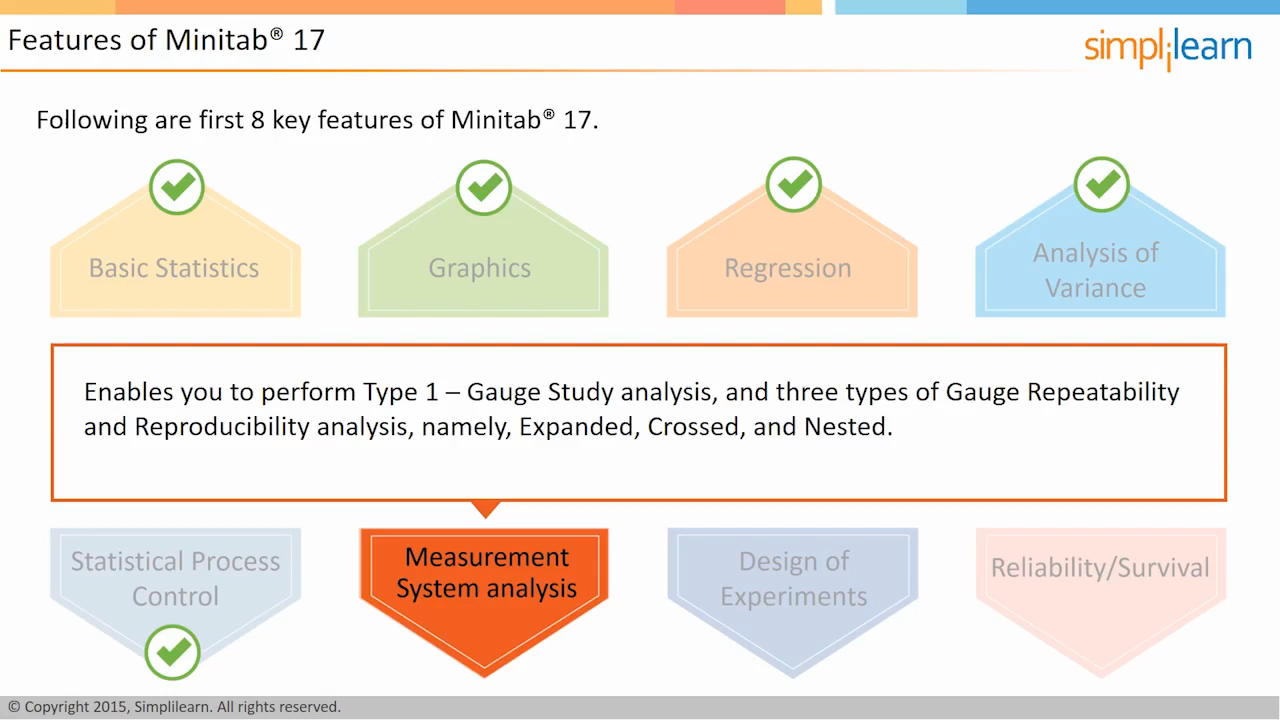 Features of Minitab® 17
simplilearn
Following are first 8 key features of Minitab® 17.
Basic Statistics
Graphics
Regression
Analysis of
Variance
Enables you to perform Type 1 – Gauge Study analysis, and three types of Gauge Repeatability
and Reproducibility analysis, namely, Expanded, Crossed, and Nested.
Statistical Process
Control
Measurement
System analysis
Design of
Experiments
Reliability/Survival
© Copyright 2015, Simplilearn. All rights reserved.